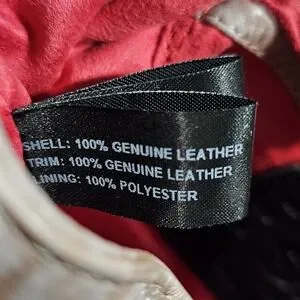 SHELL: 100% GENUINE LEATHER
TRIM: 100% GENUINE LEATHER
LINING: 100% POLYESTER